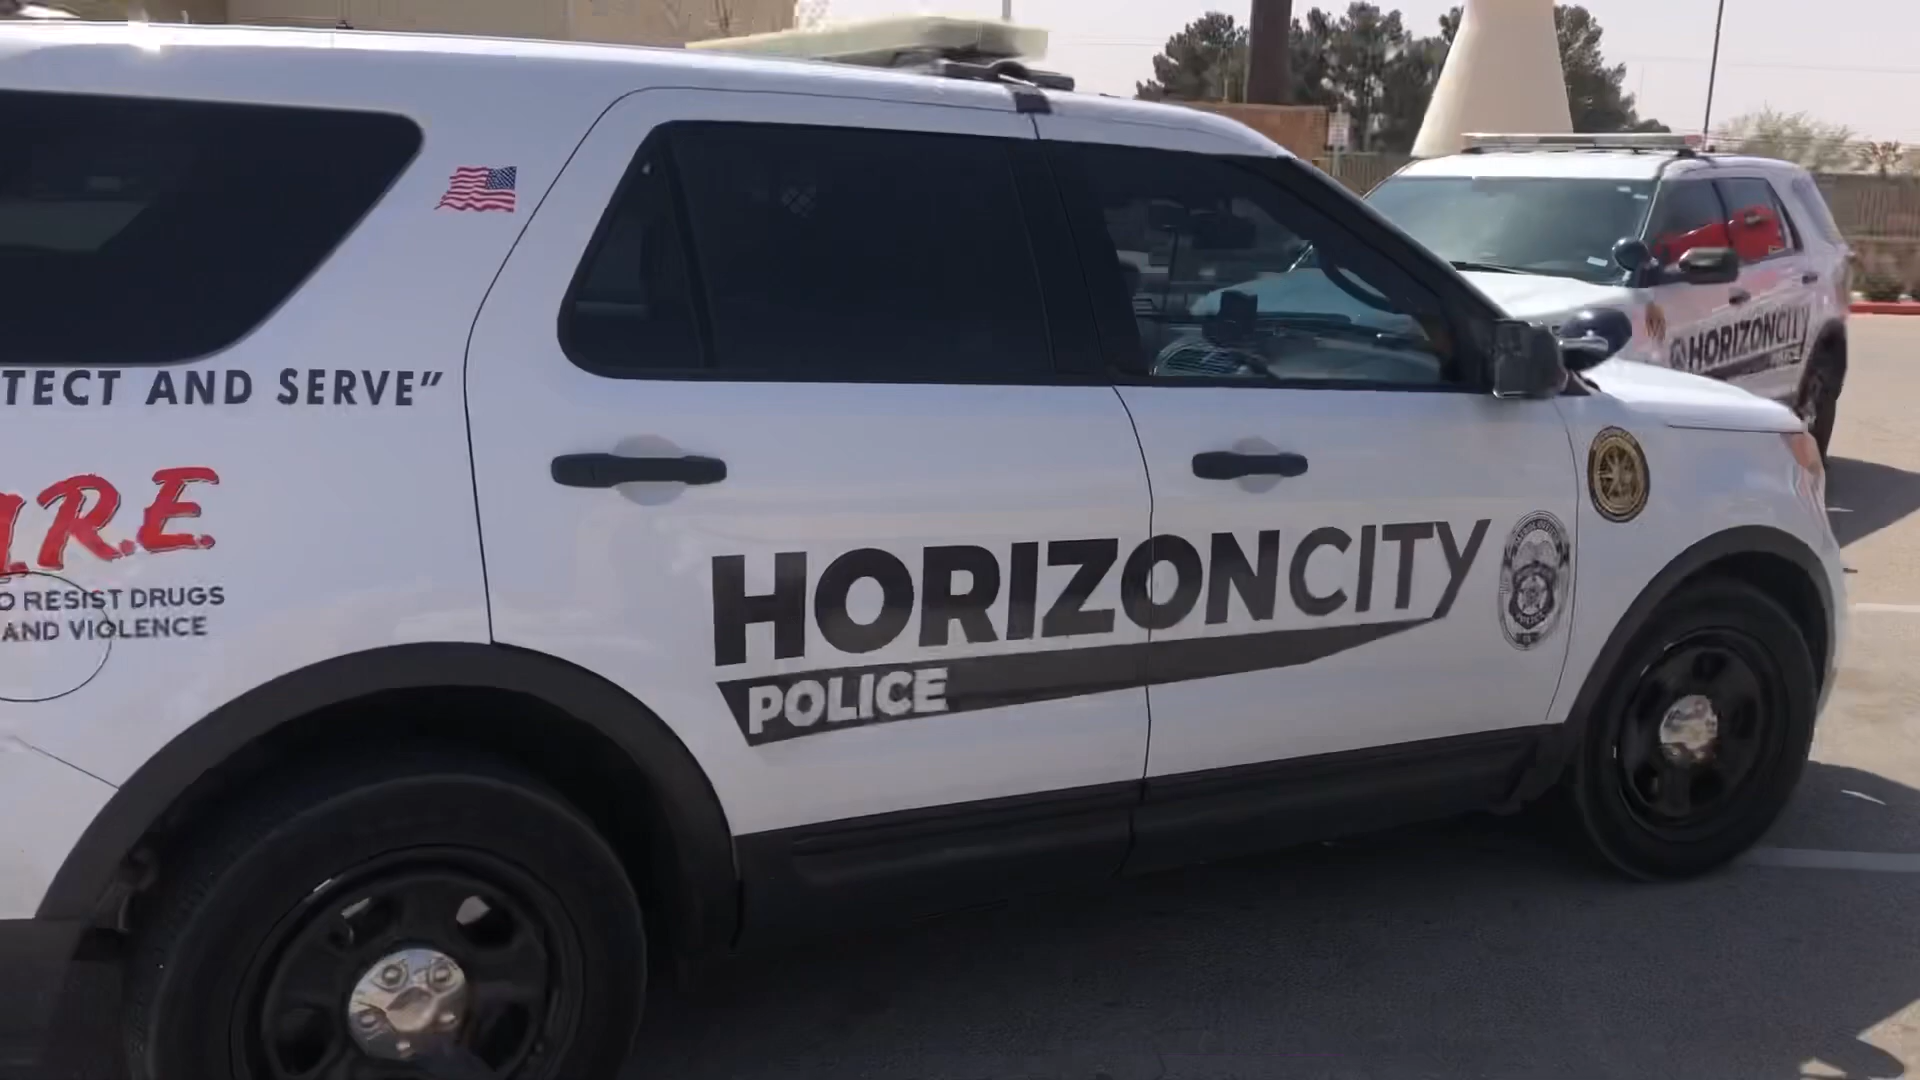 TECT AND SERVE”
.R.E.
O RESIST DRUGS
AND VIOLENCE
HORIZONCITY
POLICE
HORIZONCITY